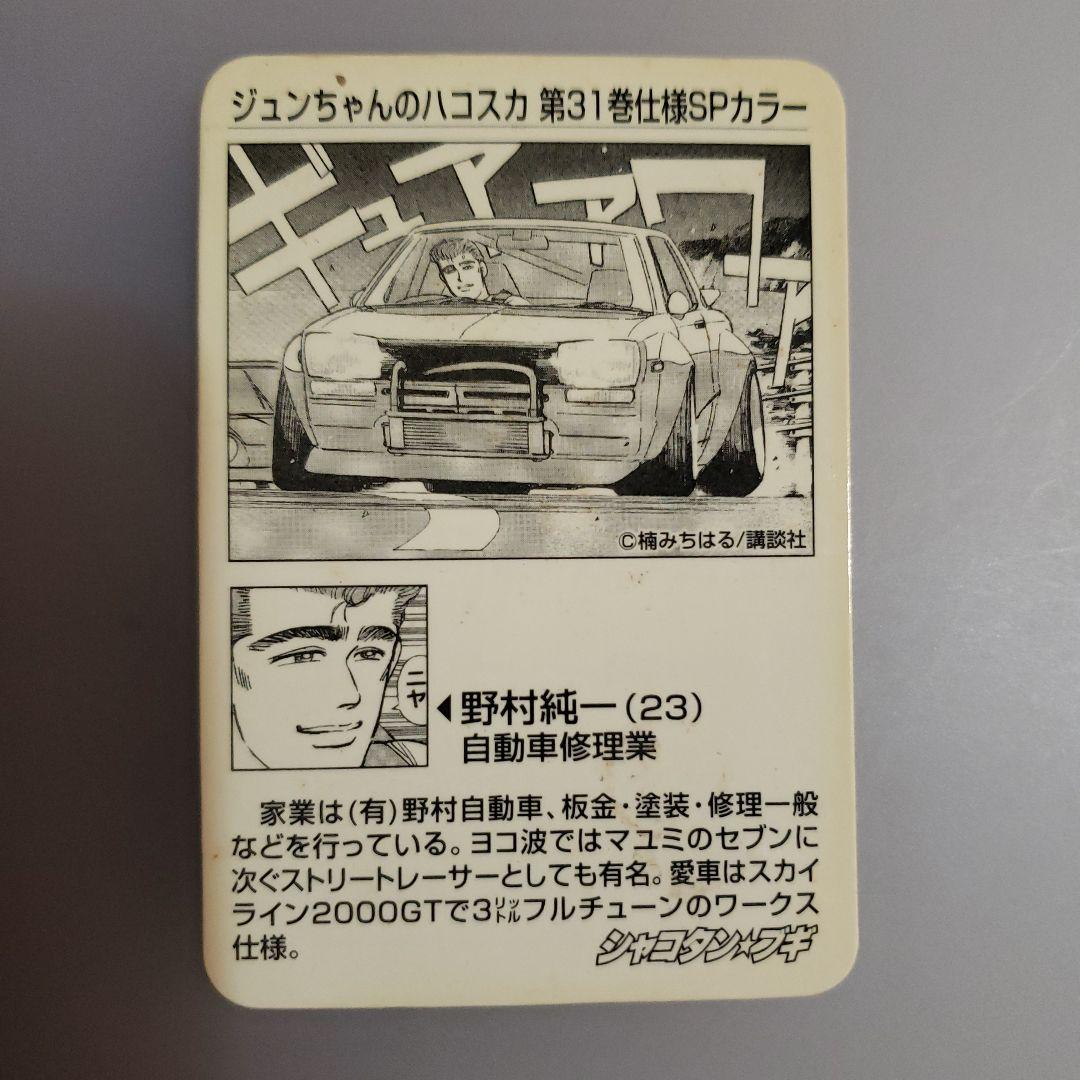 ジュンちゃんのハコスカ 第31巻仕様SPカラー
ギュアアァァァ
©楠みちはる/講談社
ニヤ
◀野村純一(23)
自動車修理業
家業は(有)野村自動車、板金・塗装・修理一般
などを行っている。ヨコ波ではマユミのセブンに
次ぐストリートレーサーとしても有名。愛車はスカイ
ライン2000GTで3リットルフルチューンのワークス
仕様。
シャコタン☆ブギ